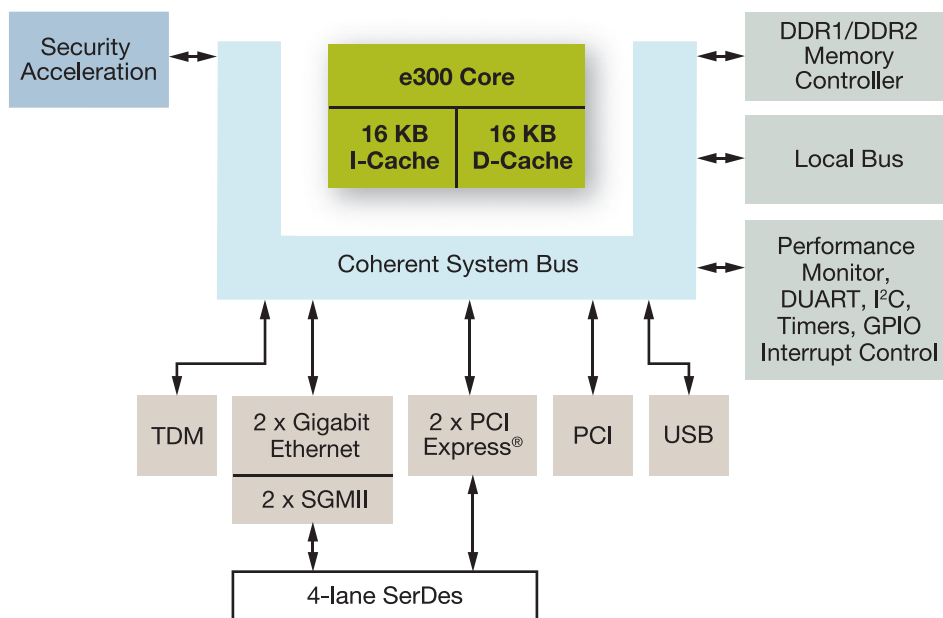 Security
Acceleration
e300 Core
16 KB
I-Cache
16 KB
D-Cache
Coherent System Bus
DDR1/DDR2
Memory
Controller
Local Bus
Performance
Monitor,
DUART, I²C,
Timers, GPIO
Interrupt Control
TDM
2 x Gigabit
Ethernet
2 x SGMII
2 x PCI
Express®
PCI
USB
4-lane SerDes